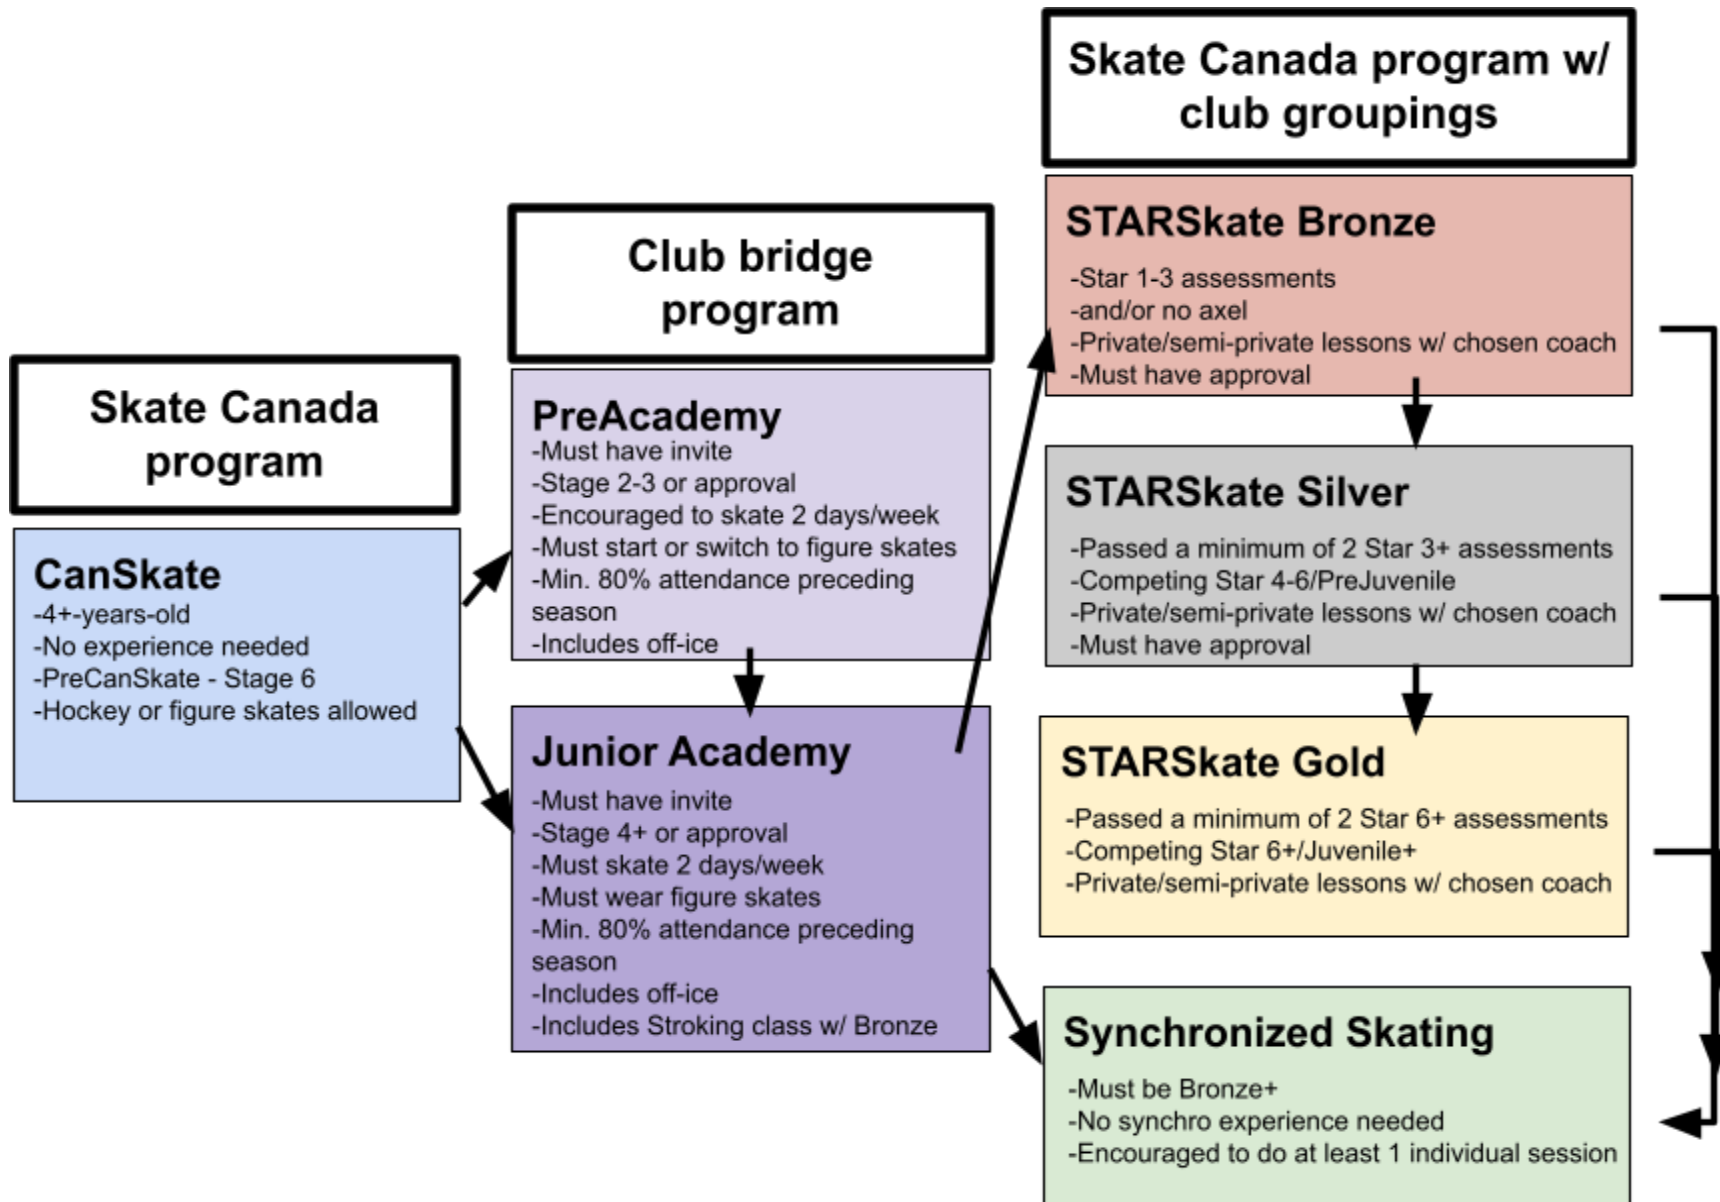 Skate Canada
program
CanSkate
-4+-years-old
-No experience needed
-PreCanSkate - Stage 6
-Hockey or figure skates allowed
Club bridge
program
PreAcademy
-Must have invite
-Stage 2-3 or approval
-Encouraged to skate 2 days/week
-Must start or switch to figure skates
-Min. 80% attendance preceding
season
-Includes off-ice
Junior Academy
-Must have invite
-Stage 4+ or approval
-Must skate 2 days/week
-Must wear figure skates
-Min. 80% attendance preceding
season
-Includes off-ice
-Includes Stroking class w/ Bronze
Skate Canada program w/
club groupings
STARSkate Bronze
-Star 1-3 assessments
-and/or no axel
-Private/semi-private lessons w/ chosen coach
-Must have approval
STARSkate Silver
-Passed a minimum of 2 Star 3+ assessments
-Competing Star 4-6/PreJuvenile
-Private/semi-private lessons w/ chosen coach
-Must have approval
STARSkate Gold
-Passed a minimum of 2 Star 6+ assessments
-Competing Star 6+/Juvenile+
-Private/semi-private lessons w/ chosen coach
Synchronized Skating
-Must be Bronze+
-No synchro experience needed
-Encouraged to do at least 1 individual session